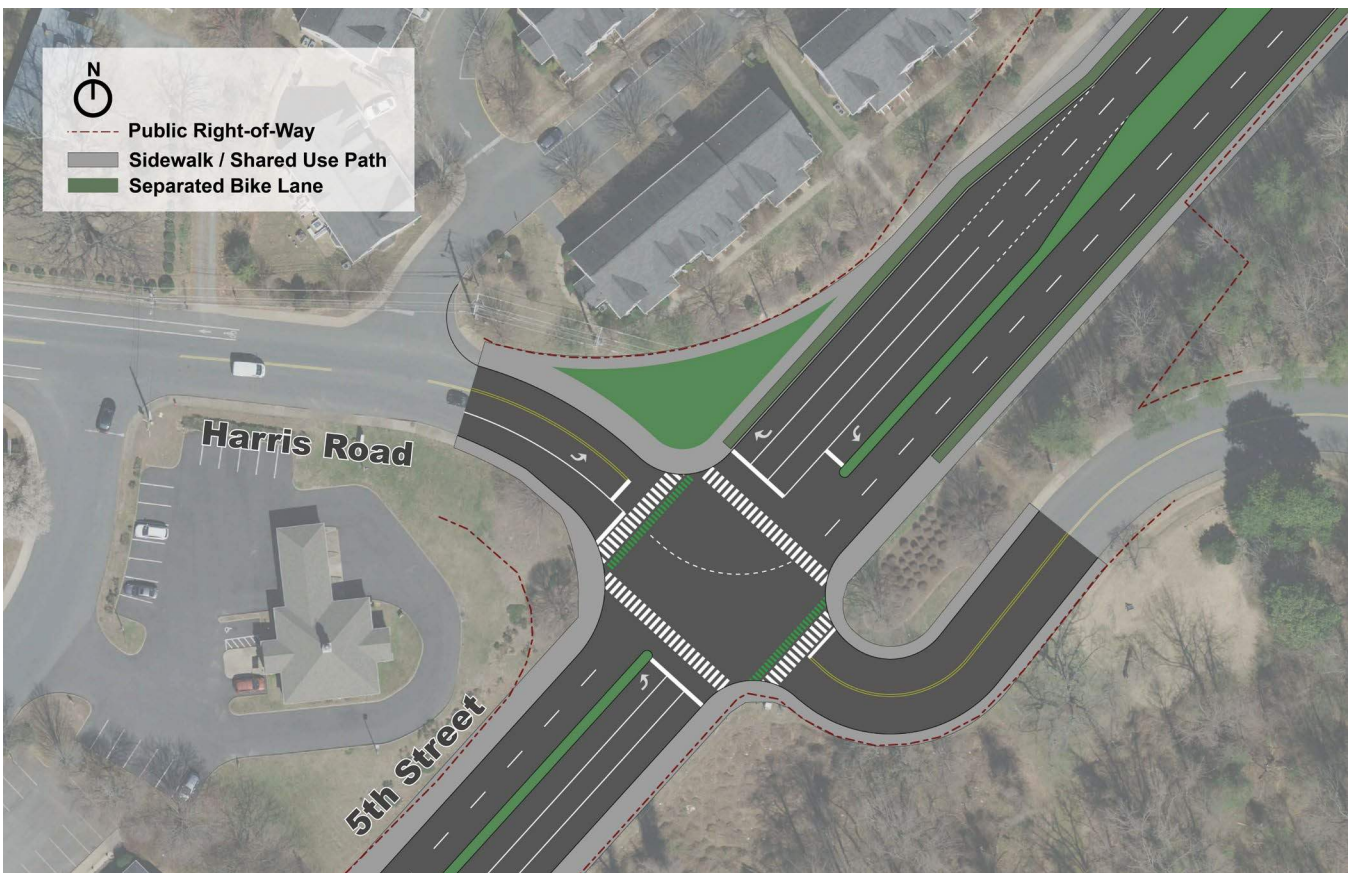 N
Public Right-of-Way
Sidewalk / Shared Use Path
Separated Bike Lane
Harris Road
5th Street